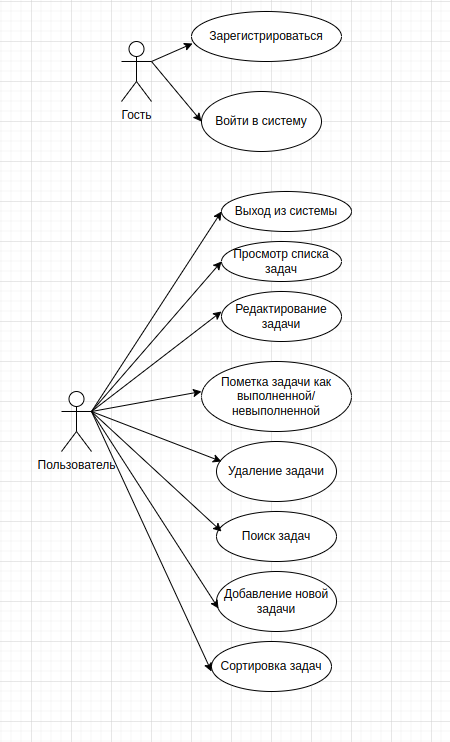 Зарегистрироваться
Гость
Войти в систему
Выход из системы
Просмотр списка
задач
Редактирование
задачи
Пометка задачи как
выполненной/
невыполненной
Пользователь
Удаление задачи
Поиск задач
Добавление новой
задачи
Сортировка задач